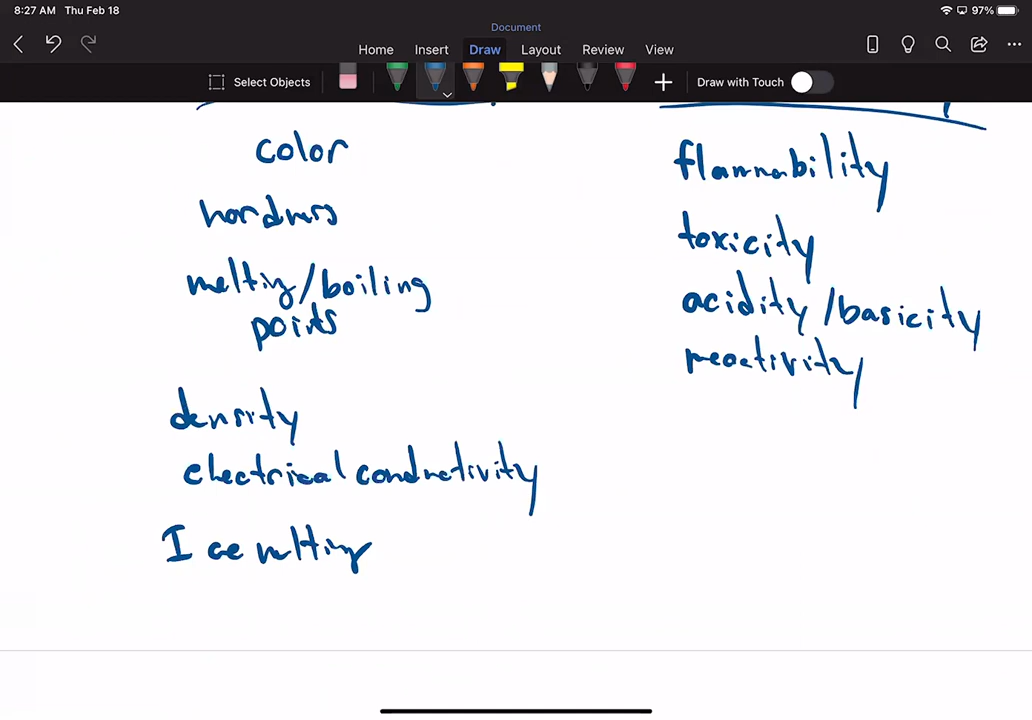 8:27 AM Thu Feb 18
97%
Document
Home Insert Draw Layout Review View
Select Objects
Draw with Touch
color
hardness
melting/boiling
points
density
electrical conductivity
Ice melting
flammability
toxicity
acidity/basicity
reactivity